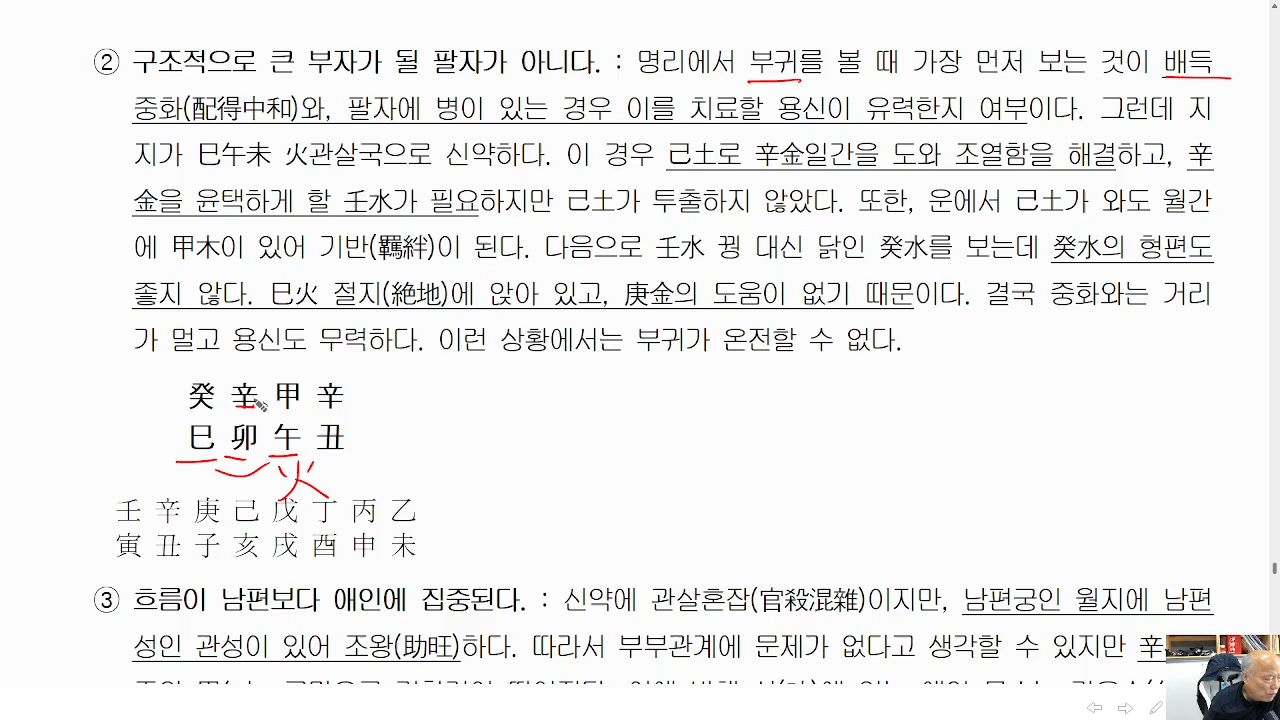 ② 구조적으로 큰 부자가 될 팔자가 아니다. : 명리에서 부귀를 볼 때 가장 먼저 보는 것이 배득
중화(配得中和)와, 팔자에 병이 있는 경우 이를 치료할 용신이 유력한지 여부이다. 그런데 지
지가 巳午未 火관살국으로 신약하다. 이 경우 己土로 辛金일간을 도와 조열함을 해결하고, 辛
金을 윤택하게 할 壬水가 필요하지만 己土가 투출하지 않았다. 또한, 운에서 己土가 와도 월간
에 甲木이 있어 기반(羈絆)이 된다. 다음으로 壬水 꿩 대신 닭인 癸水를 보는데 癸水의 형편도
좋지 않다. 巳火 절지(絶地)에 앉아 있고, 庚金의 도움이 없기 때문이다. 결국 중화와는 거리
가 멀고 용신도 무력하다. 이런 상황에서는 부귀가 온전할 수 없다.
癸 辛 甲 辛
巳 卯 午 丑
火
壬 辛 庚 己 戊 丁 丙 乙
寅 丑 子 亥 戌 酉 申 未
③ 흐름이 남편보다 애인에 집중된다. : 신약에 관살혼잡(官殺混雜)이지만, 남편궁인 월지에 남편
성인 관성이 있어 조왕(助旺)하다. 따라서 부부관계에 문제가 없다고 생각할 수 있지만 辛